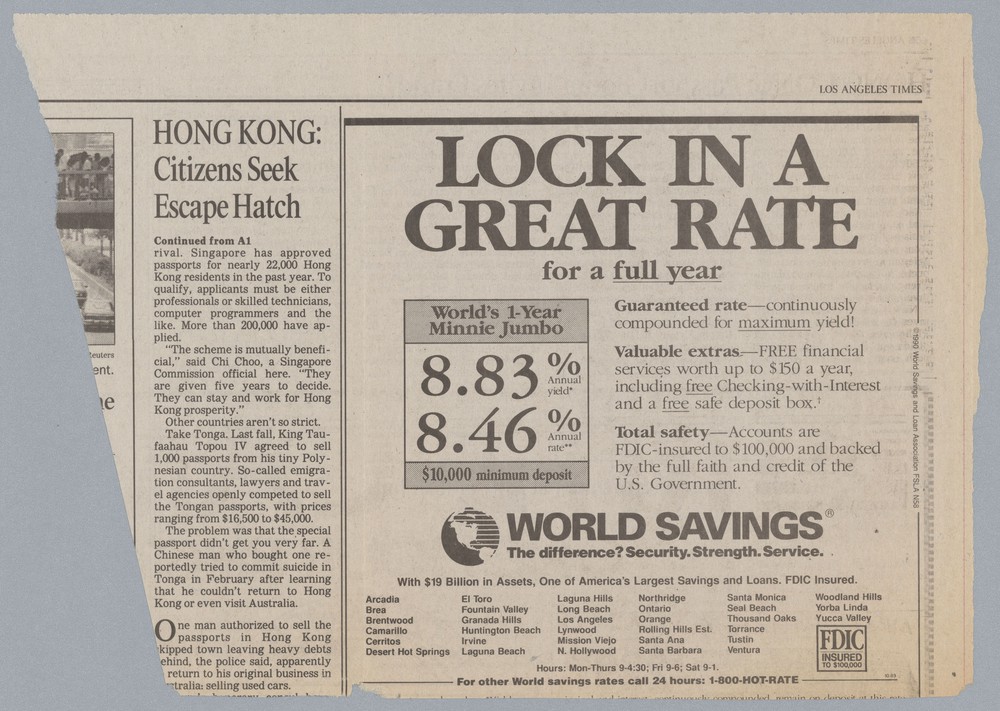 LOS ANGELES TIMES
Reuters
ent.
HONG KONG:
Citizens Seek
Escape Hatch
Continued from A1
rival. Singapore has approved
passports for nearly 22,000 Hong
Kong residents in the past year. To
qualify, applicants must be either
professionals or skilled technicians,
computer programmers and the
like. More than 200,000 have ap-
plied.
"The scheme is mutually benefi-
cial," said Chi Choo, a Singapore
Commission official here. "They
are given five years to decide.
They can stay and work for Hong
Kong prosperity."
Other countries aren't so strict.
Take Tonga. Last fall, King Tau-
faahau Topou IV agreed to sell
1,000 passports from his tiny Poly-
nesian country. So-called emigra-
tion consultants, lawyers and trav-
el agencies openly competed to sell
the Tongan passports, with prices
ranging from $16,500 to $45,000.
The problem was that the special
passport didn't get you very far. A
Chinese man who bought one re-
portedly tried to commit suicide in
Tonga in February after learning
that he couldn't return to Hong
Kong or even visit Australia.
One man authorized to sell the
passports in Hong Kong
skipped town leaving heavy debts
behind, the police said, apparently
return to his original business in
stralia: selling used cars.
LOCK IN A
GREAT RATE
for a full year
World's 1-Year
Minnie Jumbo
8.83% Annual yield*
8.46% Annual rate**
$10,000 minimum deposit
Guaranteed rate—continuously
compounded for maximum yield!
Valuable extras—FREE financial
services worth up to $150 a year,
including free Checking-with-Interest
and a free safe deposit box.†
Total safety—Accounts are
FDIC-insured to $100,000 and backed
by the full faith and credit of the
U.S. Government.
©1990 World Savings and Loan Association FSLA N58
WORLD SAVINGS®
The difference? Security. Strength. Service.
With $19 Billion in Assets, One of America's Largest Savings and Loans. FDIC Insured.
Arcadia
Brea
Brentwood
Camarillo
Cerritos
Desert Hot Springs
El Toro
Fountain Valley
Granada Hills
Huntington Beach
Irvine
Laguna Beach
Laguna Hills
Long Beach
Los Angeles
Lynwood
Mission Viejo
N. Hollywood
Northridge
Ontario
Orange
Rolling Hills Est.
Santa Ana
Santa Barbara
Santa Monica
Seal Beach
Thousand Oaks
Torrance
Tustin
Ventura
Woodland Hills
Yorba Linda
Yucca Valley
FDIC
INSURED
TO $100,000
Hours: Mon-Thurs 9-4:30; Fri 9-6; Sat 9-1.
For other World savings rates call 24 hours: 1-800-HOT-RATE